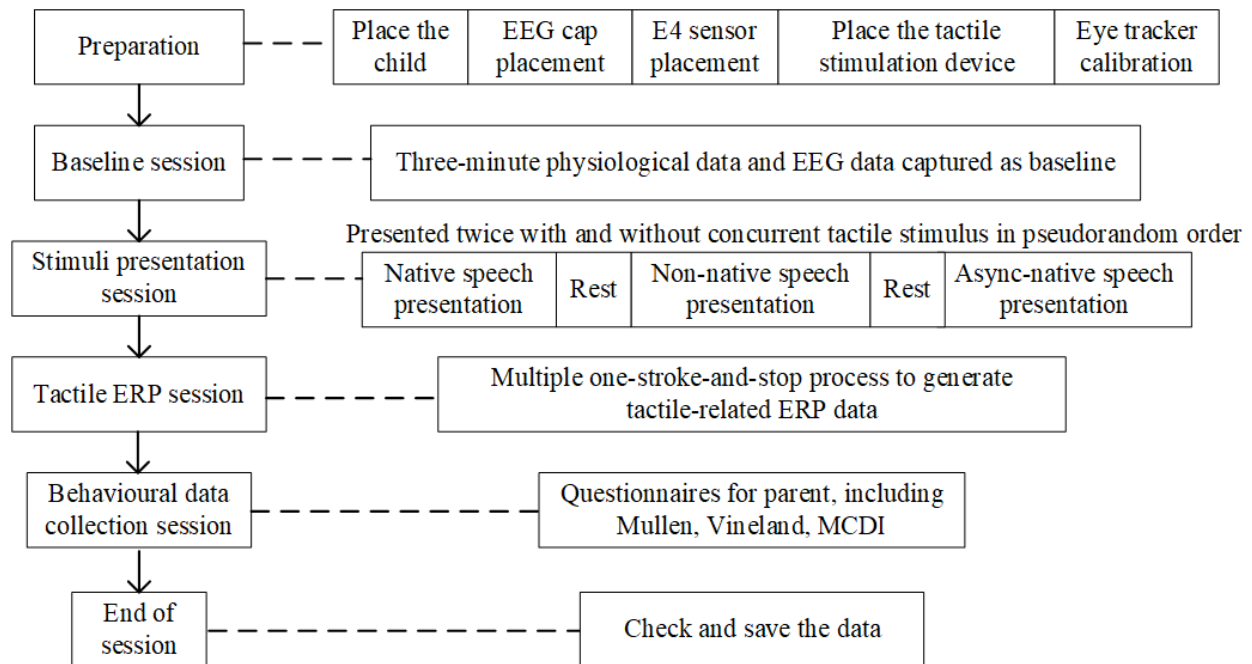 Preparation
Place the
child
EEG cap
placement
E4 sensor
placement
Place the tactile
stimulation device
Eye tracker
calibration
Baseline session
Three-minute physiological data and EEG data captured as baseline
Presented twice with and without concurrent tactile stimulus in pseudorandom order
Stimuli presentation
session
Native speech
presentation
Rest
Non-native speech
presentation
Rest
Async-native speech
presentation
Tactile ERP session
Multiple one-stroke-and-stop process to generate
tactile-related ERP data
Behavioural data
collection session
Questionnaires for parent, including
Mullen, Vineland, MCDI
End of
session
Check and save the data